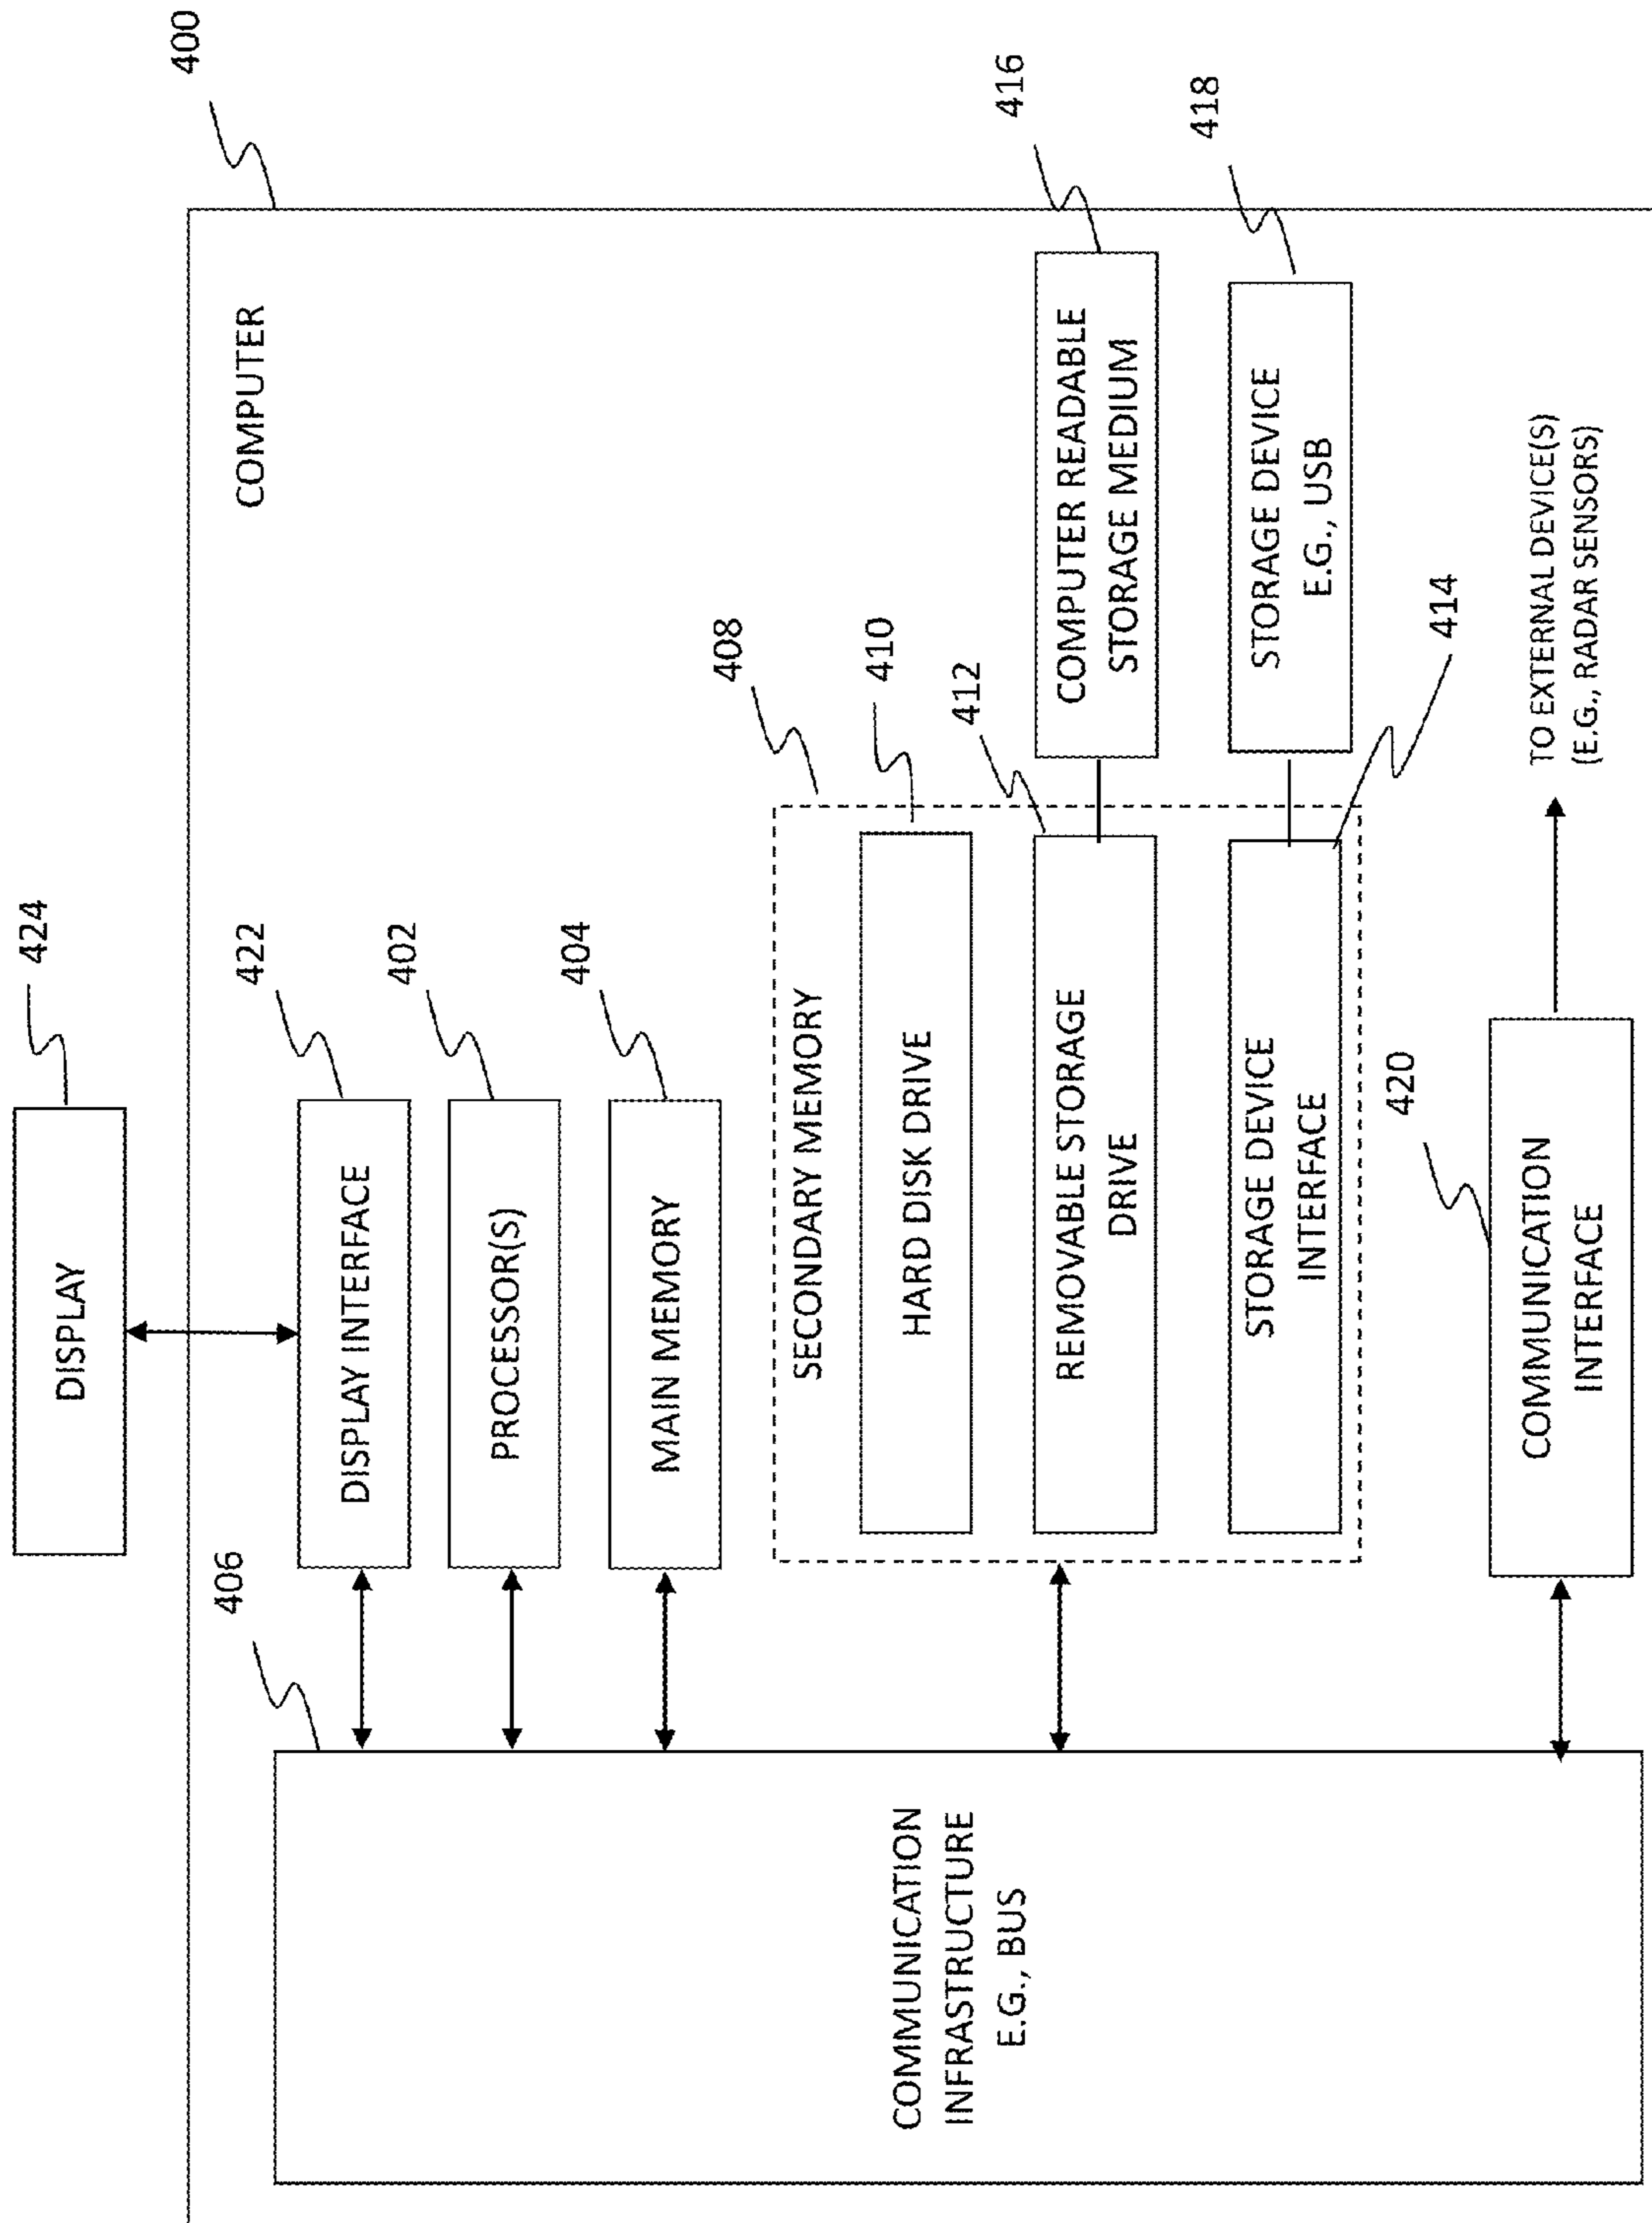 400
COMPUTER
424
DISPLAY
406
COMMUNICATION
INFRASTRUCTURE
E.G., BUS
422
DISPLAY INTERFACE
402
PROCESSOR(S)
404
MAIN MEMORY
408
SECONDARY MEMORY
410
HARD DISK DRIVE
412
REMOVABLE STORAGE
DRIVE
416
COMPUTER READABLE
STORAGE MEDIUM
418
STORAGE DEVICE
E.G., USB
414
STORAGE DEVICE
INTERFACE
420
COMMUNICATION
INTERFACE
TO EXTERNAL DEVICE(S)
(E.G., RADAR SENSORS)